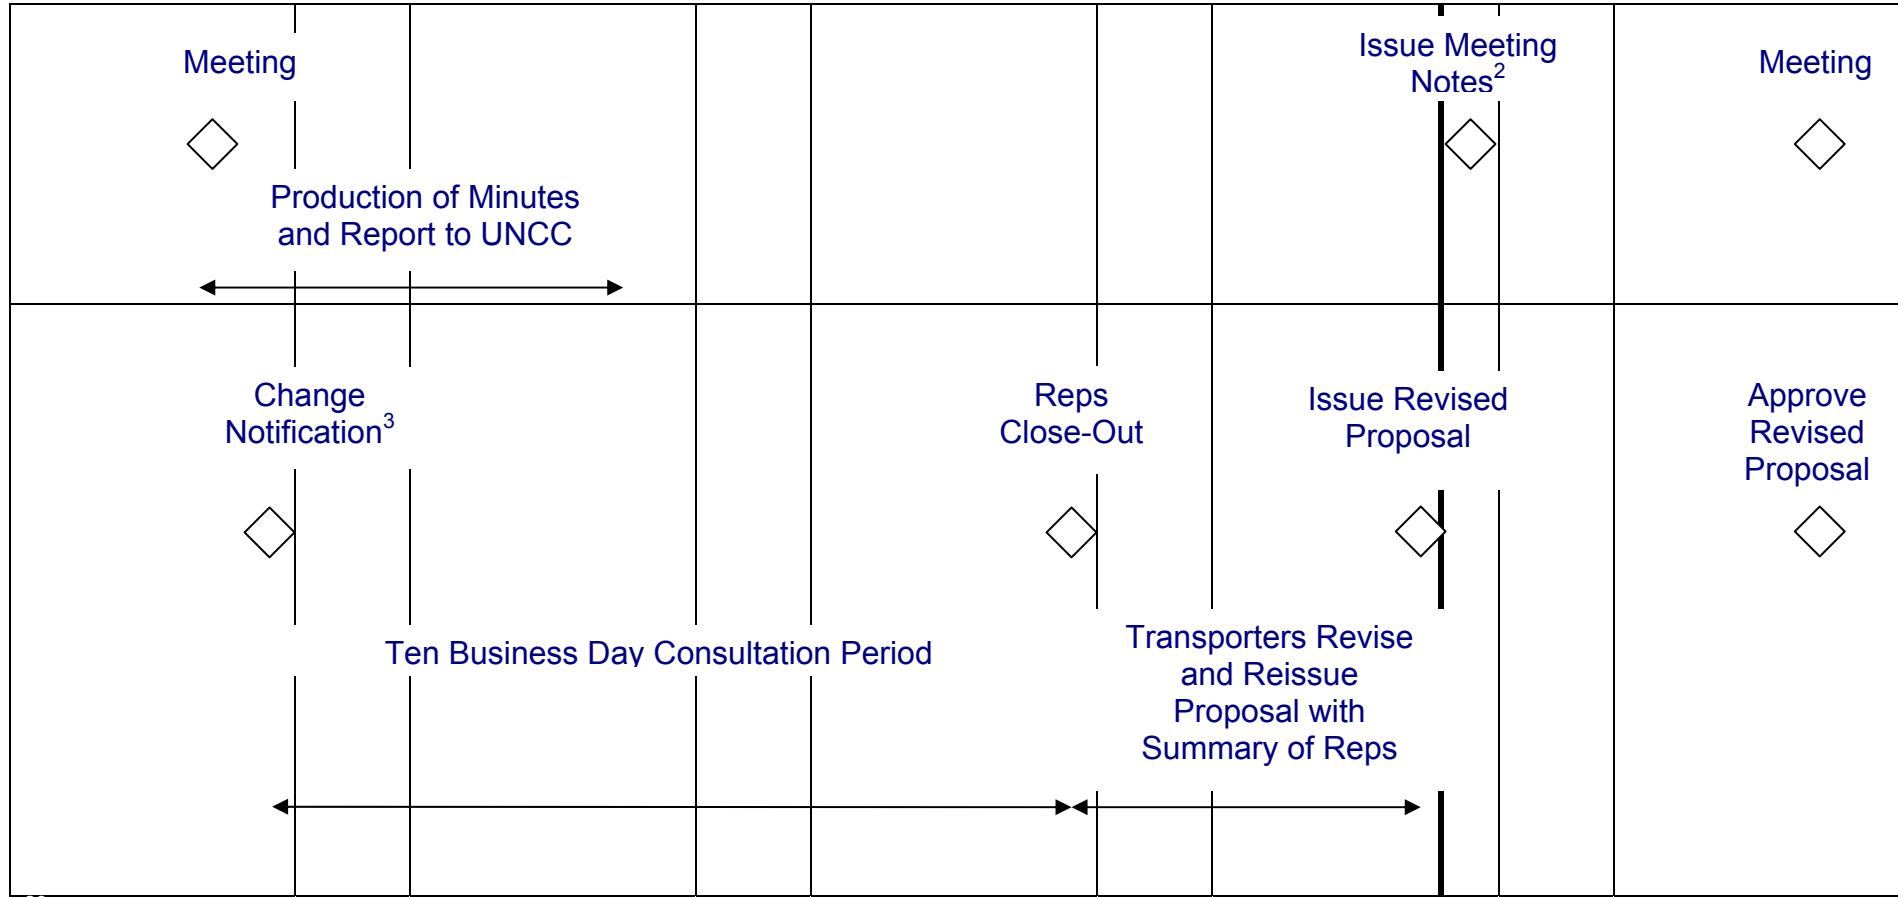 Meeting
Issue Meeting
Notes²
Meeting
Production of Minutes
and Report to UNCC
Change
Notification³
Reps
Close-Out
Issue Revised
Proposal
Approve
Revised
Proposal
Ten Business Day Consultation Period
Transporters Revise
and Reissue
Proposal with
Summary of Reps